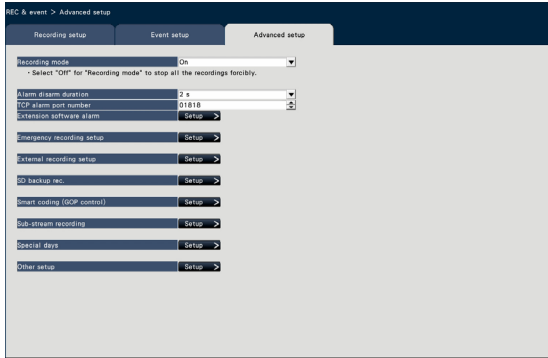 REC & event > Advanced setup
Recording setup Event setup Advanced setup
Recording mode On
・Select "Off" for "Recording mode" to stop all the recordings forcibly.
Alarm disarm duration 2 s
TCP alarm port number 01818
Extension software alarm Setup >
Emergency recording setup Setup >
External recording setup Setup >
SD backup rec. Setup >
Smart coding (GOP control) Setup >
Sub-stream recording Setup >
Special days Setup >
Other setup Setup >